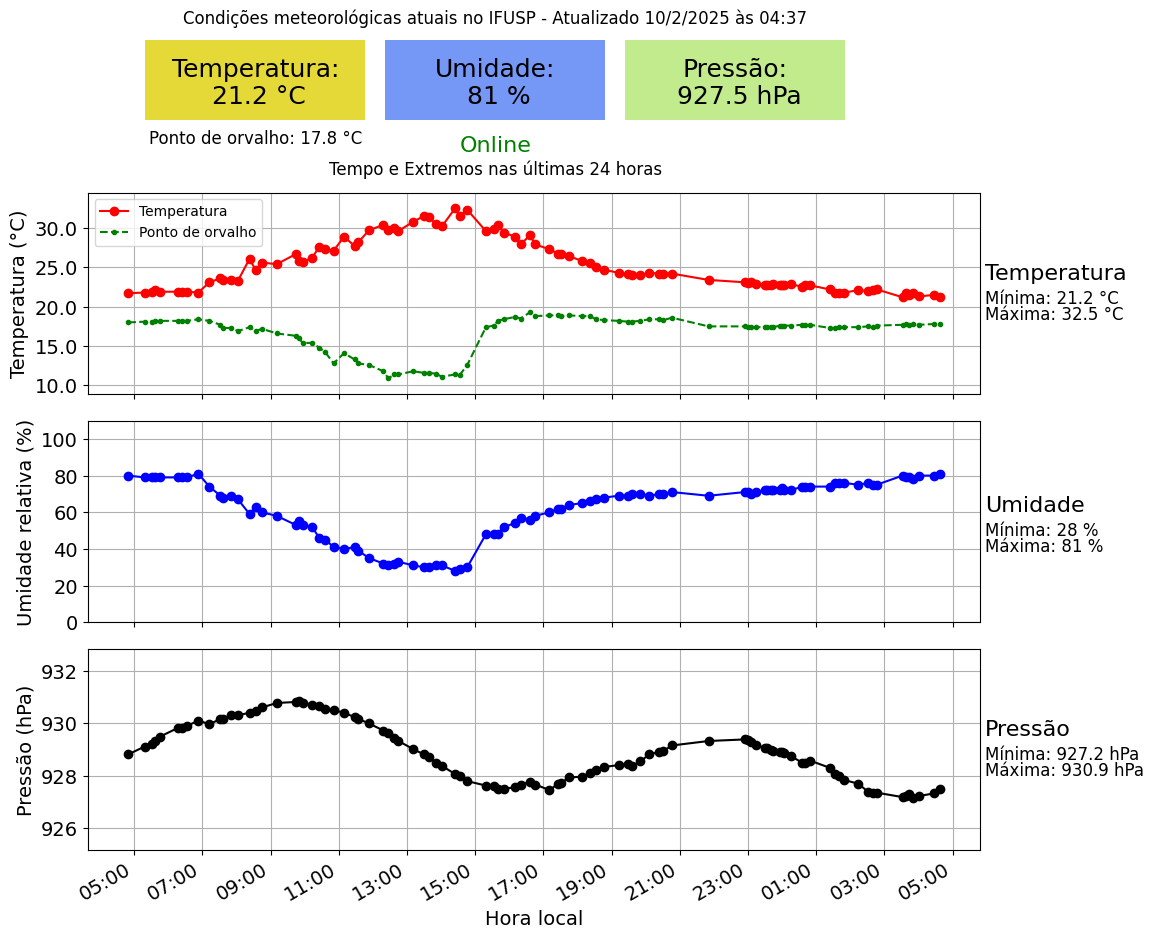 Condições meteorológicas atuais no IFUSP - Atualizado 10/2/2025 às 04:37
Temperatura:
21.2 °C
Umidade:
81 %
Pressão:
927.5 hPa
Ponto de orvalho: 17.8 °C
Online
Tempo e Extremos nas últimas 24 horas
Temperatura (°C)
30.0
25.0
20.0
15.0
10.0
Temperatura
Ponto de orvalho
Temperatura
Mínima: 21.2 °C
Máxima: 32.5 °C
Umidade relativa (%)
100
80
60
40
20
0
Umidade
Mínima: 28 %
Máxima: 81 %
Pressão (hPa)
932
930
928
926
Pressão
Mínima: 927.2 hPa
Máxima: 930.9 hPa
05:00 07:00 09:00 11:00 13:00 15:00 17:00 19:00 21:00 23:00 01:00 03:00 05:00
Hora local